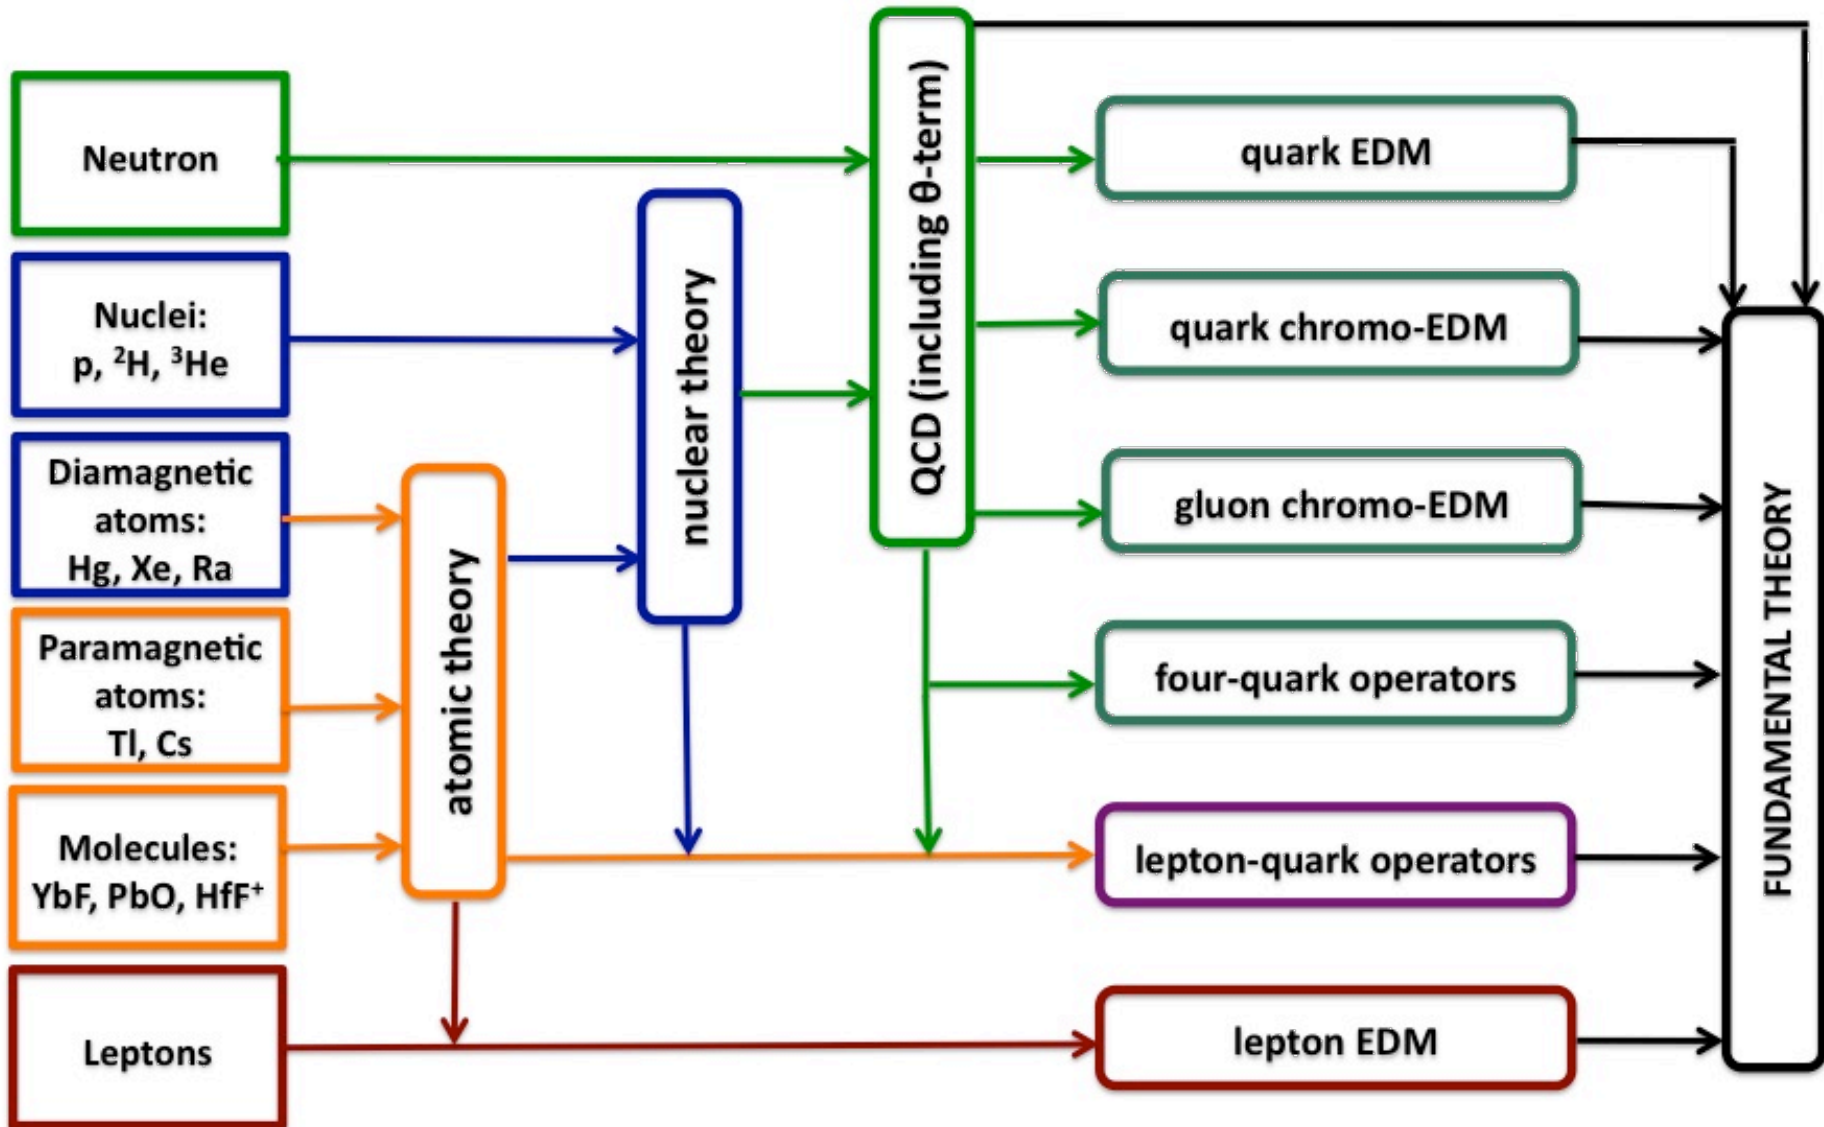 Neutron
Nuclei:
p, ²H, ³He
Diamagnetic
atoms:
Hg, Xe, Ra
Paramagnetic
atoms:
Tl, Cs
Molecules:
YbF, PbO, HfF⁺
Leptons
atomic theory
nuclear theory
QCD (including θ-term)
quark EDM
quark chromo-EDM
gluon chromo-EDM
four-quark operators
lepton-quark operators
lepton EDM
FUNDAMENTAL THEORY